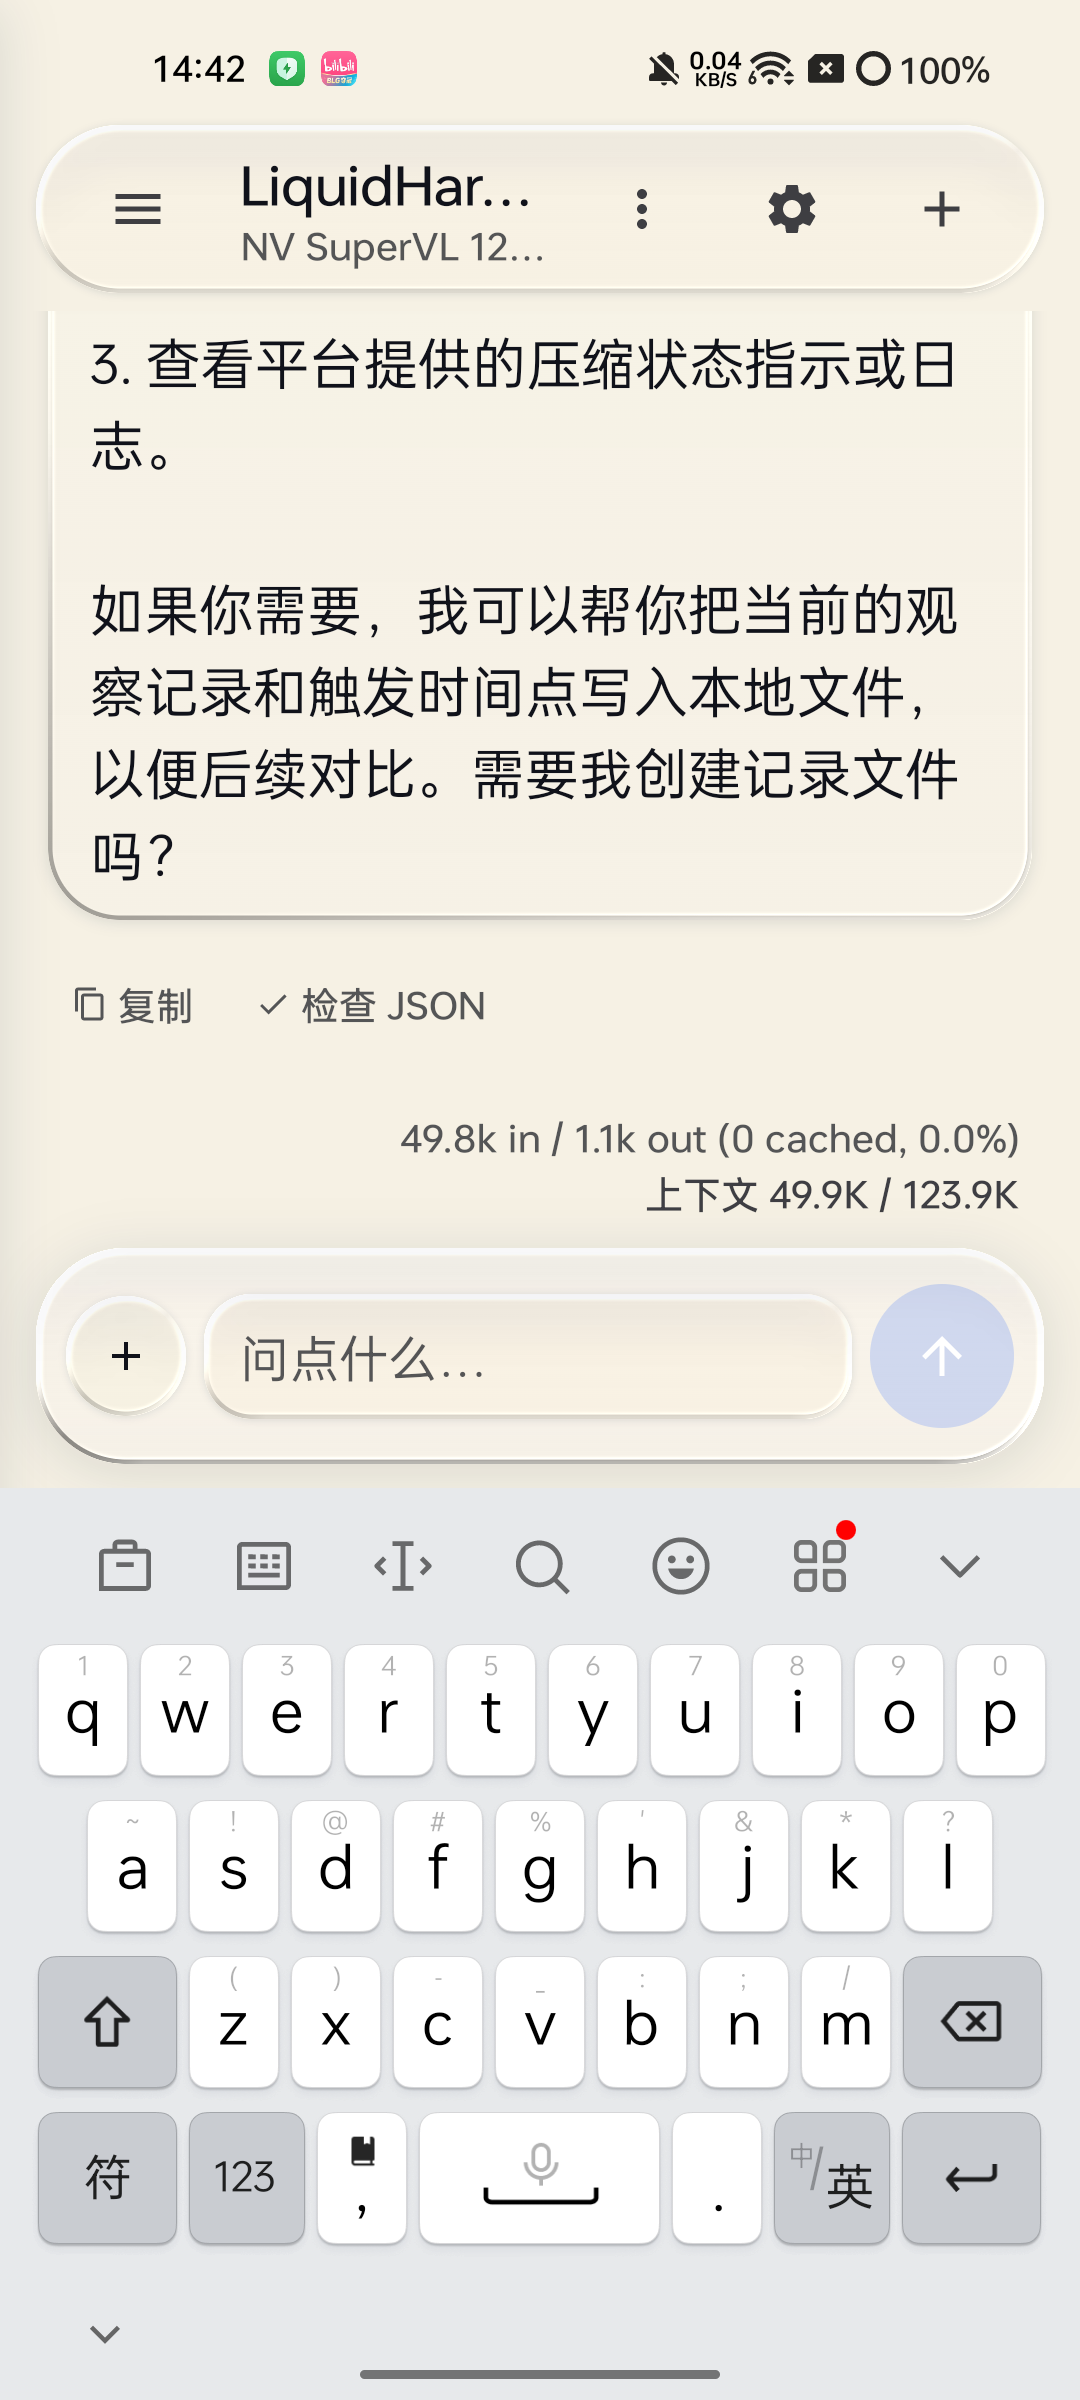 14:42
bilibili
0.04
KB/S
6
100%
LiquidHar...
NV SuperVL 12...
3. 查看平台提供的压缩状态指示或日
志。
如果你需要，我可以帮你把当前的观
察记录和触发时间点写入本地文件，
以便后续对比。需要我创建记录文件
吗？
复制
检查 JSON
49.8k in / 1.1k out (0 cached, 0.0%)
上下文 49.9K / 123.9K
问点什么...
1 2 3 4 5 6 7 8 9 0
q w e r t y u i o p
~ ! @ # % ' & * ?
a s d f g h j k l
( ) - _ : ; /
z x c v b n m
符 123 , . 中/英